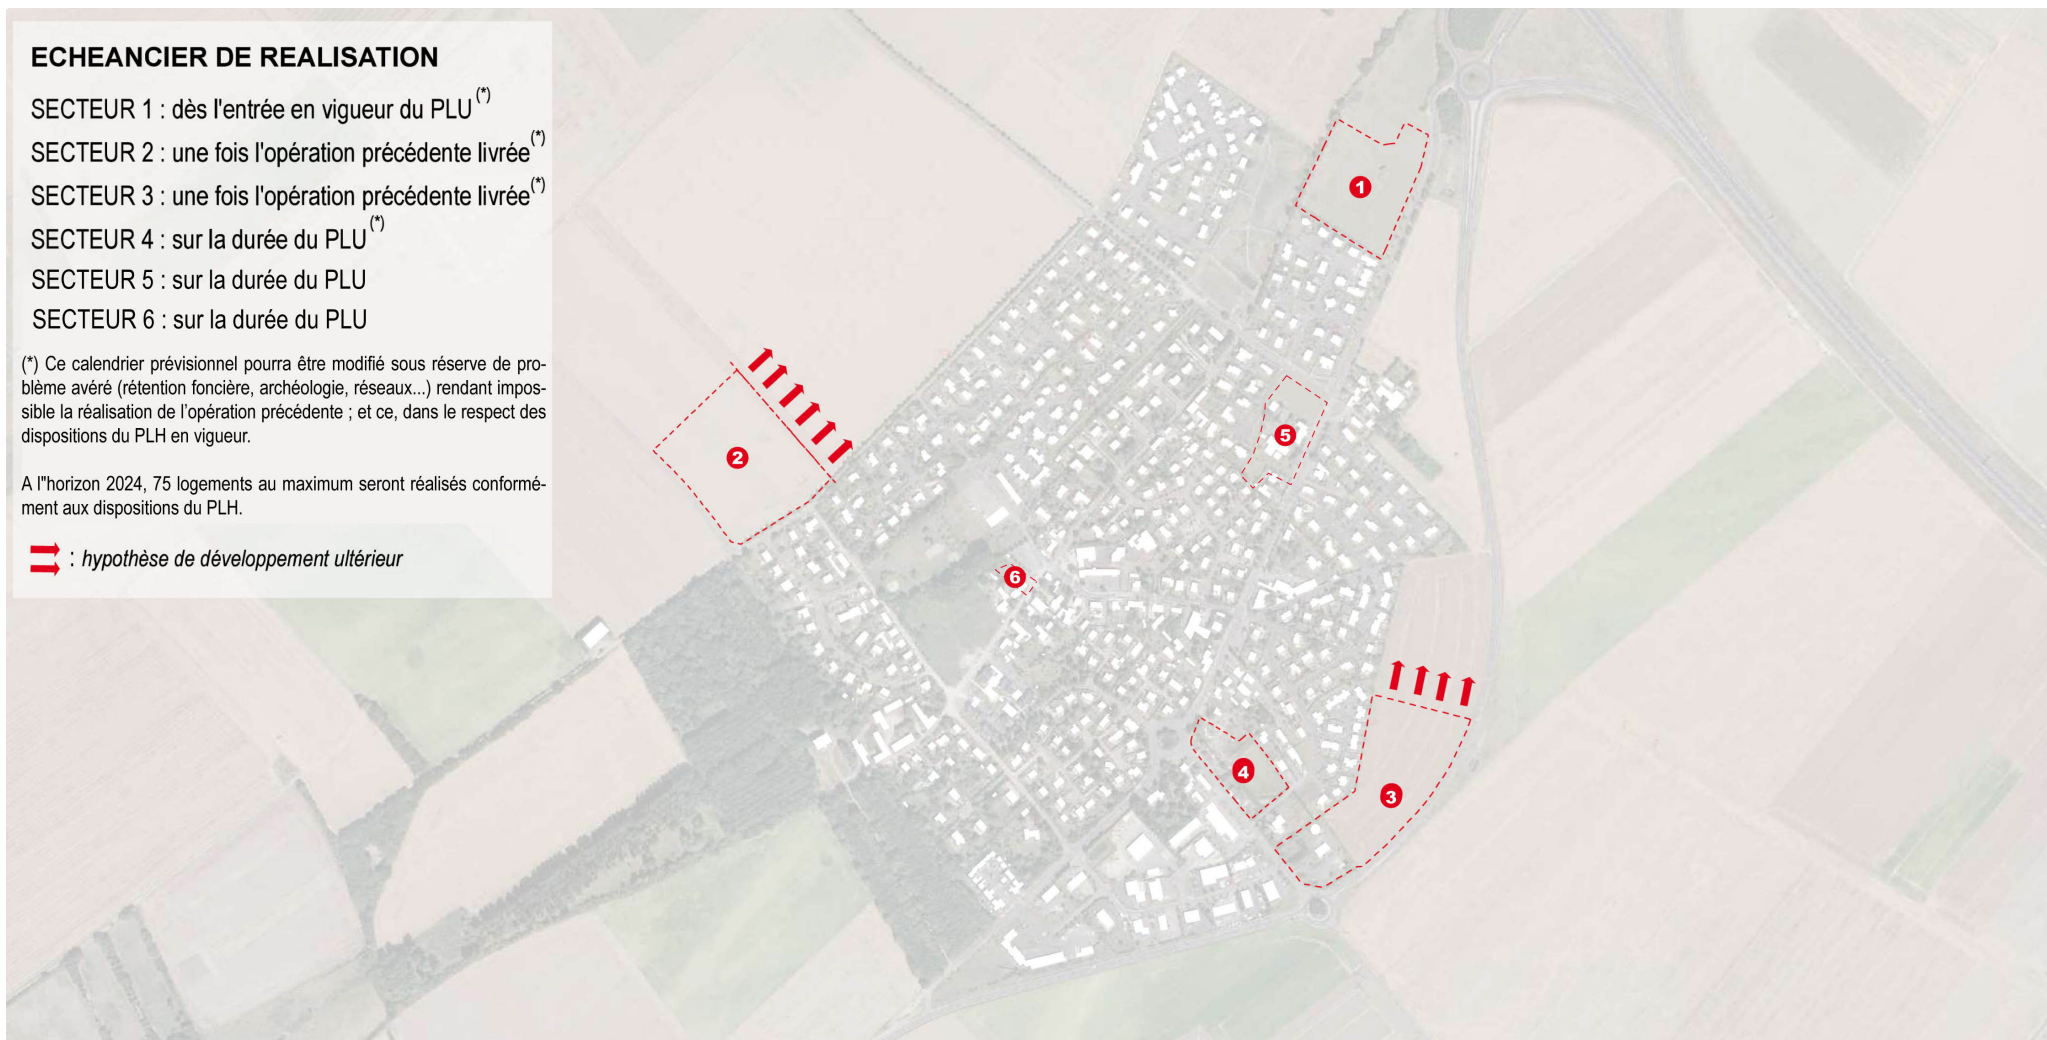 ECHEANCIER DE REALISATION
SECTEUR 1 : dès l'entrée en vigueur du PLU (*)
SECTEUR 2 : une fois l'opération précédente livrée (*)
SECTEUR 3 : une fois l'opération précédente livrée (*)
SECTEUR 4 : sur la durée du PLU (*)
SECTEUR 5 : sur la durée du PLU
SECTEUR 6 : sur la durée du PLU
(*) Ce calendrier prévisionnel pourra être modifié sous réserve de pro-
blème avéré (rétention foncière, archéologie, réseaux...) rendant impos-
sible la réalisation de l'opération précédente ; et ce, dans le respect des
dispositions du PLH en vigueur.
A l"horizon 2024, 75 logements au maximum seront réalisés conformé-
ment aux dispositions du PLH.
: hypothèse de développement ultérieur
1
2
5
6
4
3